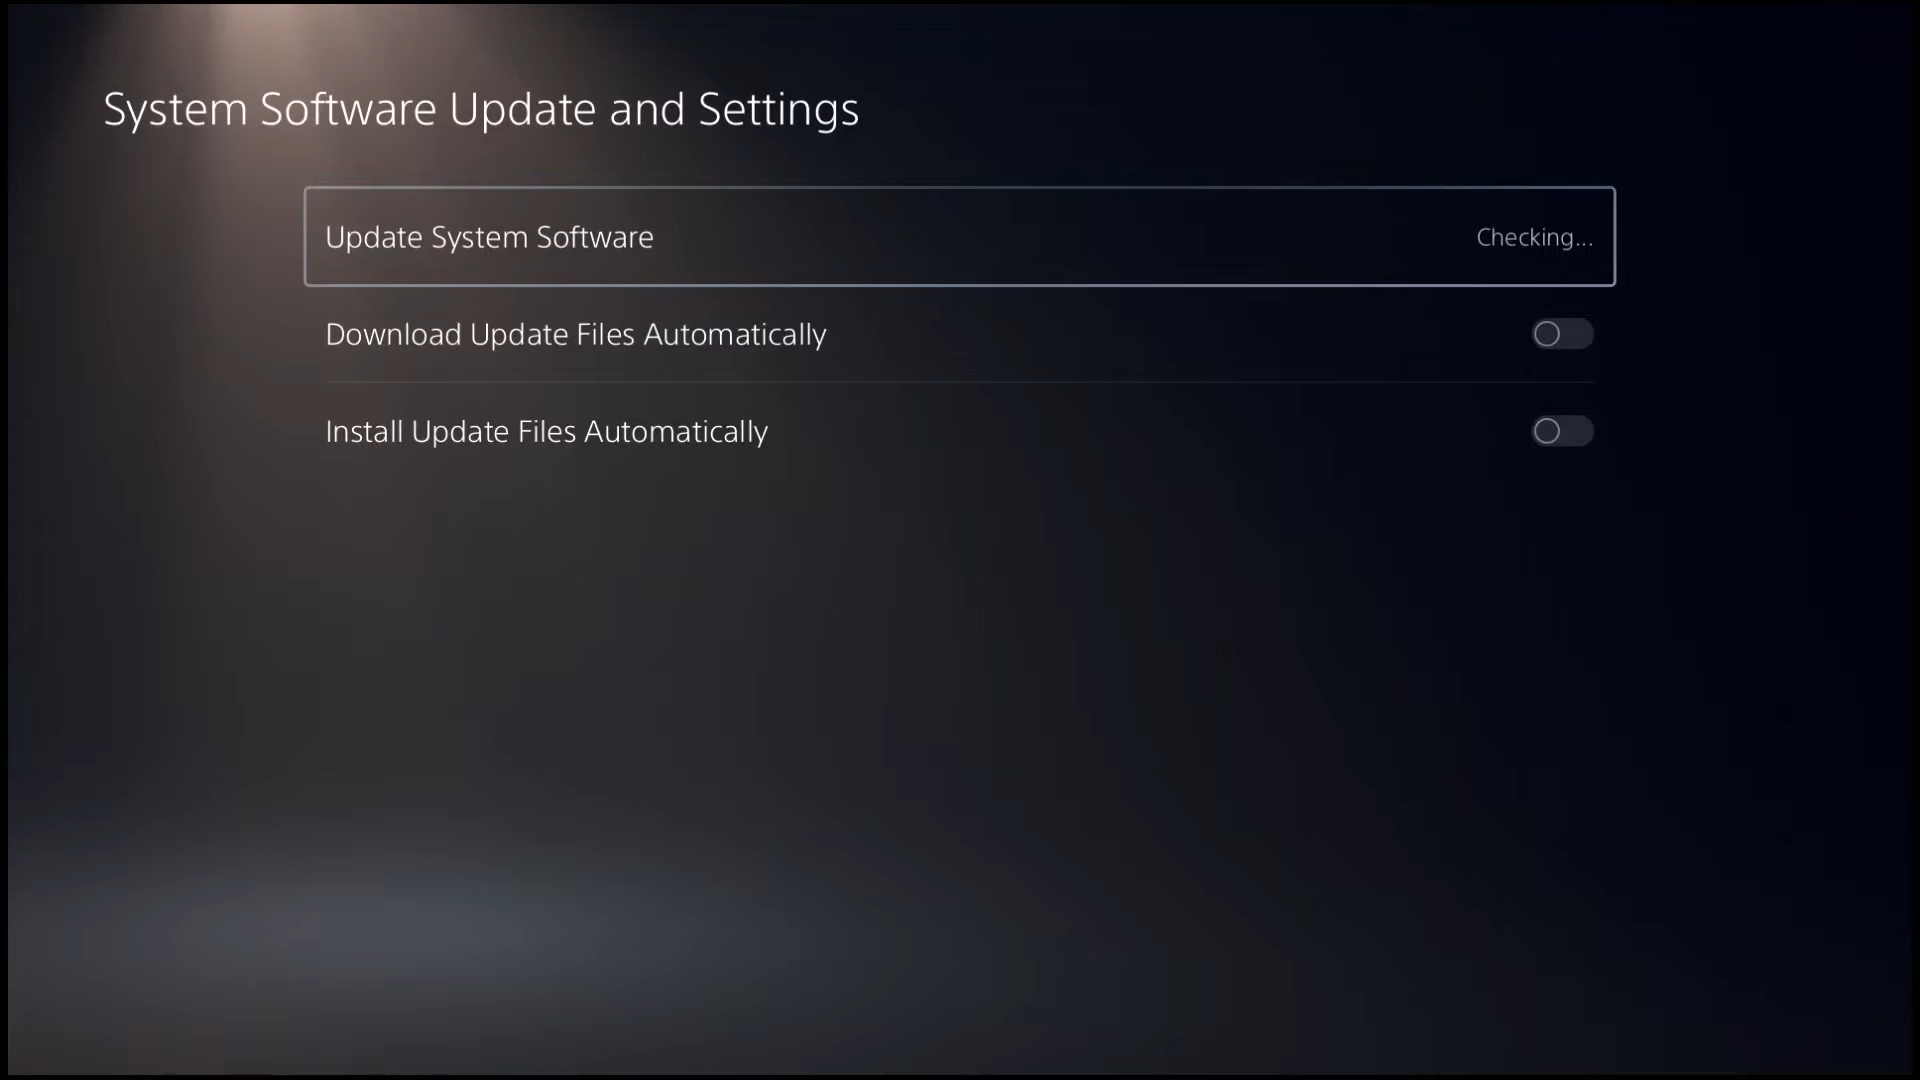 System Software Update and Settings
Update System Software
Checking...
Download Update Files Automatically
Install Update Files Automatically